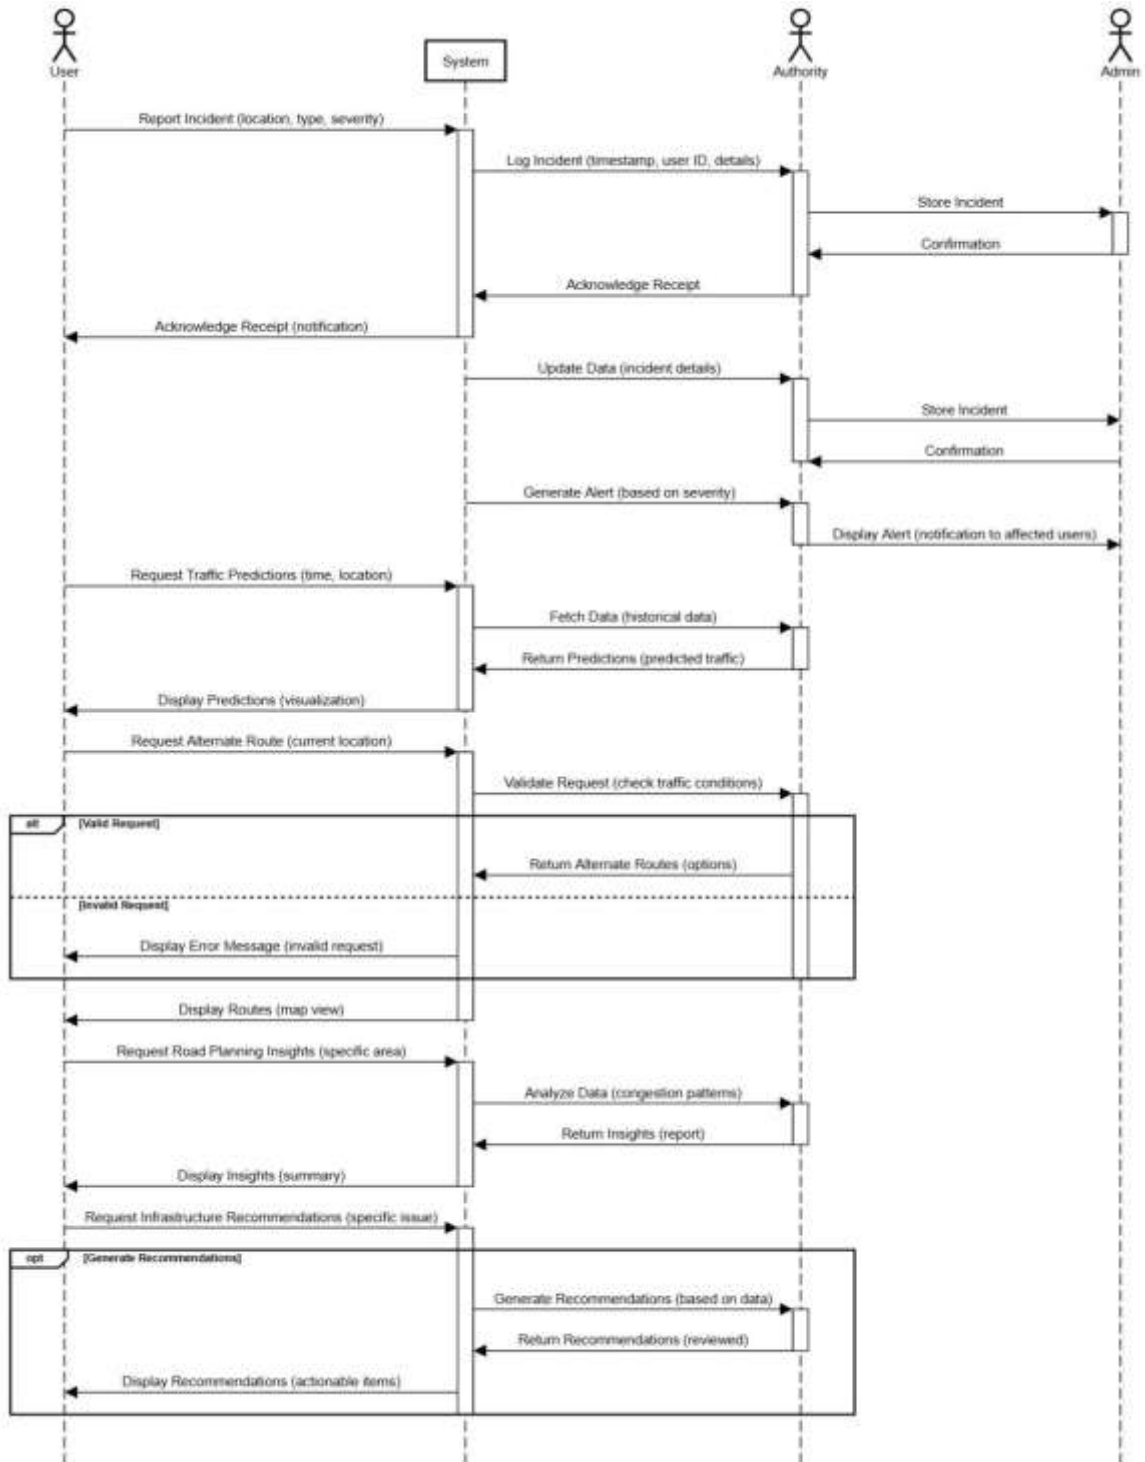 User
System
Authority
Admin
Report Incident (location, type, severity)
Log Incident (timestamp, user ID, details)
Store Incident
Confirmation
Acknowledge Receipt
Acknowledge Receipt (notification)
Update Data (incident details)
Store Incident
Confirmation
Generate Alert (based on severity)
Display Alert (notification to affected users)
Request Traffic Predictions (time, location)
Fetch Data (historical data)
Return Predictions (predicted traffic)
Display Predictions (visualization)
Request Alternate Route (current location)
Validate Request (check traffic conditions)
alt [Valid Request]
Return Alternate Routes (options)
[Invalid Request]
Display Error Message (invalid request)
Display Routes (map view)
Request Road Planning Insights (specific area)
Analyze Data (congestion patterns)
Return Insights (report)
Display Insights (summary)
Request Infrastructure Recommendations (specific issue)
opt [Generate Recommendations]
Generate Recommendations (based on data)
Return Recommendations (reviewed)
Display Recommendations (actionable items)